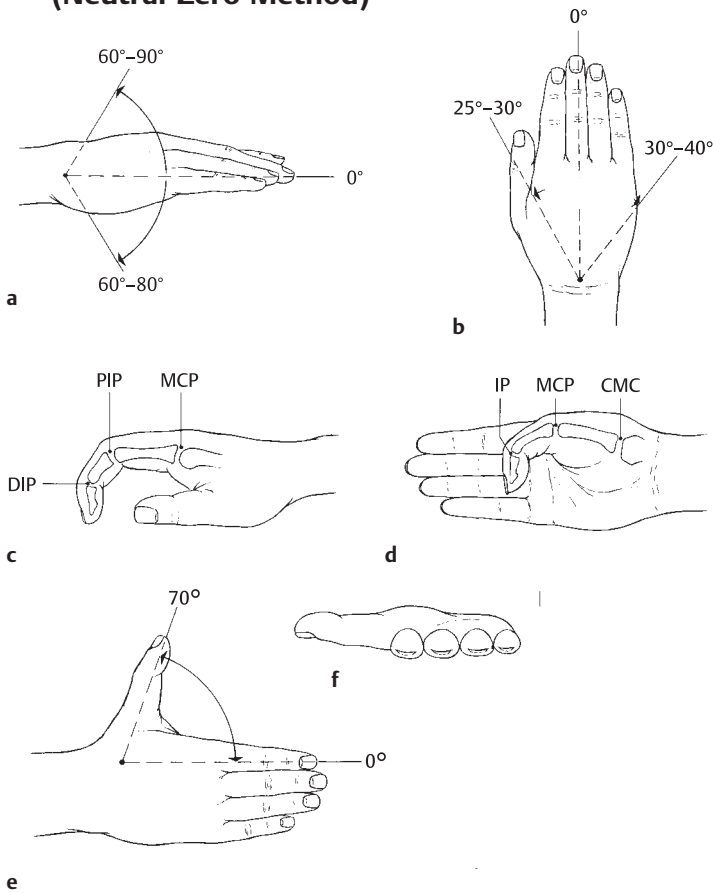 (Neutral Zero Method)
60°–90°
0°
60°–80°
a
0°
25°–30°
30°–40°
b
PIP MCP
DIP
c
IP MCP CMC
d
70°
0°
e
f